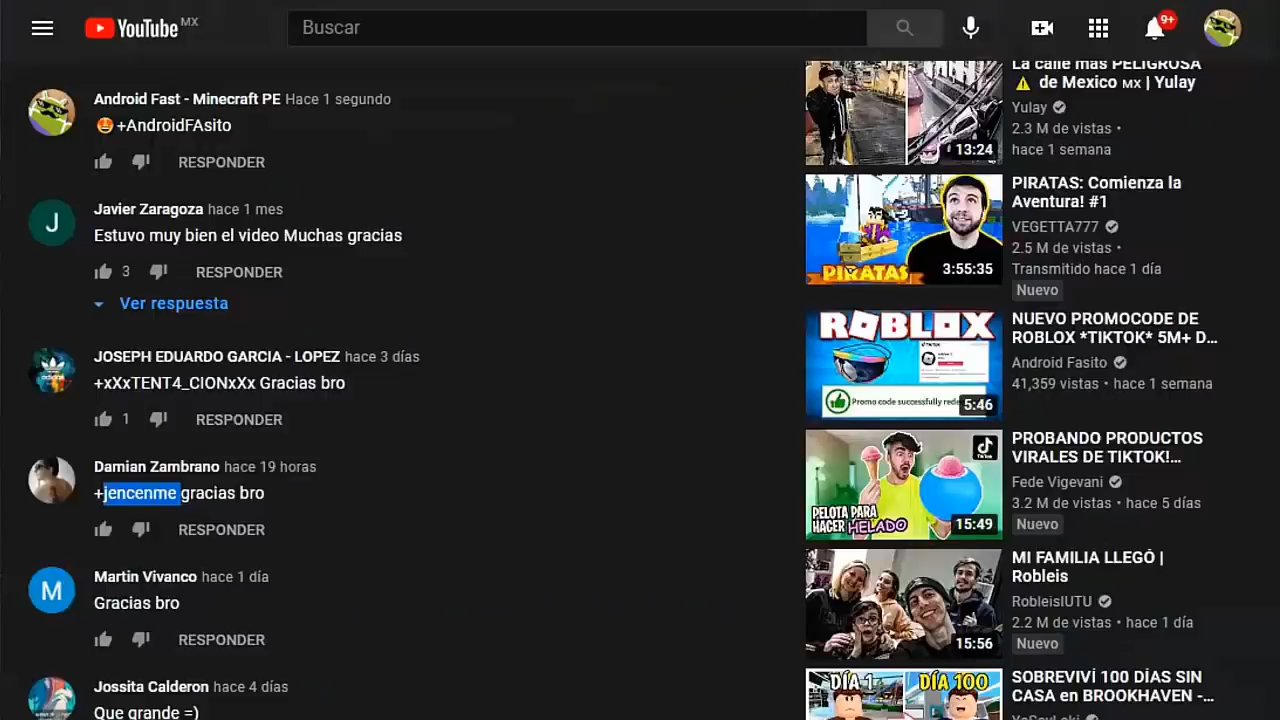 YouTube MX
Buscar
9+
Android Fast - Minecraft PE Hace 1 segundo
🤩+AndroidFAsito
RESPONDER
J
Javier Zaragoza hace 1 mes
Estuvo muy bien el video Muchas gracias
3 RESPONDER
Ver respuesta
JOSEPH EDUARDO GARCIA - LOPEZ hace 3 días
+xXxTENT4_CIONxXx Gracias bro
1 RESPONDER
Damian Zambrano hace 19 horas
+jencenme gracias bro
RESPONDER
M
Martin Vivanco hace 1 día
Gracias bro
RESPONDER
Jossita Calderon hace 4 días
Que grande =)
13:24
La calle más PELIGROSA
⚠️ de Mexico MX | Yulay
Yulay
2.3 M de vistas •
hace 1 semana
PIRATAS
3:55:35
PIRATAS: Comienza la
Aventura! #1
VEGETTA777
2.5 M de vistas •
Transmitido hace 1 día
Nuevo
ROBLOX
Promo code successfully rede
5:46
NUEVO PROMOCODE DE
ROBLOX *TIKTOK* 5M+ D...
Android Fasito
41,359 vistas • hace 1 semana
TikTok
PELOTA PARA
HACER HELADO
15:49
PROBANDO PRODUCTOS
VIRALES DE TIKTOK!...
Fede Vigevani
3.2 M de vistas • hace 5 días
Nuevo
15:56
MI FAMILIA LLEGÓ |
Robleis
RobleisIUTU
2.2 M de vistas • hace 1 día
Nuevo
DÍA 1 DÍA 100
SOBREVIVÍ 100 DÍAS SIN
CASA en BROOKHAVEN -...